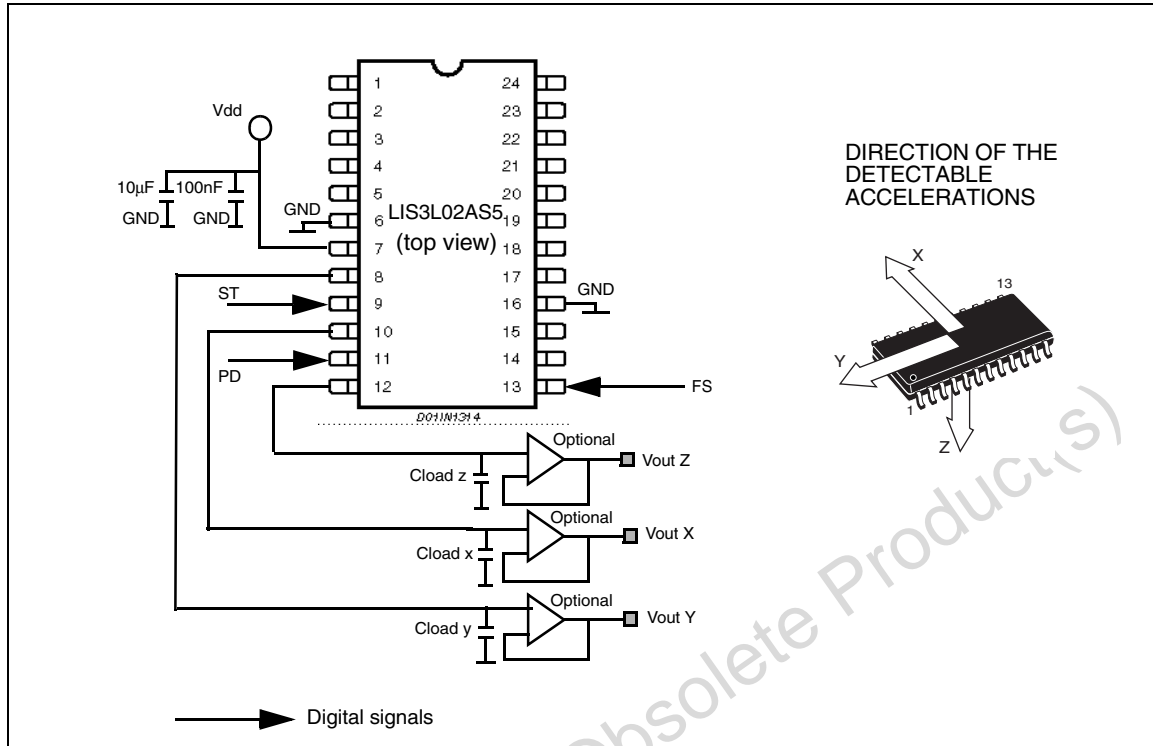 1
2
3
4
5
6
7
8
9
10
11
12
24
23
22
21
20
19
18
17
16
15
14
13
LIS3L02AS5
(top view)
D01IN1314
Vdd
10µF
100nF
GND
GND
GND
GND
ST
PD
FS
Optional
Cload z
Vout Z
Optional
Cload x
Vout X
Optional
Cload y
Vout Y
Digital signals
DIRECTION OF THE
DETECTABLE
ACCELERATIONS
X
13
Y
1
Z
Obsolete Product(s)